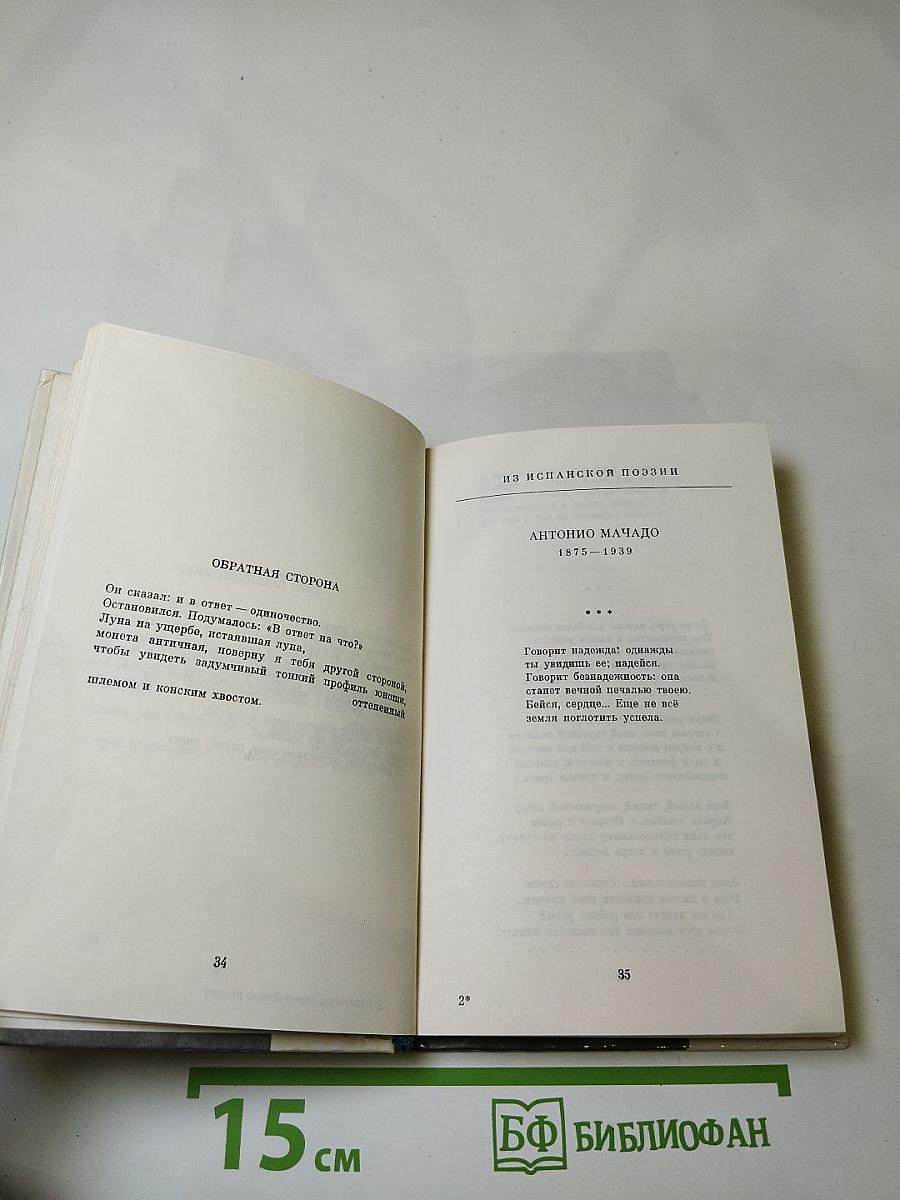 ОБРАТНАЯ СТОРОНА
Он сказал: и в ответ — одиночество.
Остановился. Подумалось: «В ответ на что?»
Луна на ущербе, истаявшая луна,
монета античная, поверну я тебя другой стороной,
чтобы увидеть задумчивый тонкий профиль юноши,
оттененный
шлемом и конским хвостом.
34
ИЗ ИСПАНСКОЙ ПОЭЗИИ
АНТОНИО МАЧАДО
1875—1939
* * *
Говорит надежда: однажды
ты увидишь ее; надейся.
Говорит безнадежность: она
станет вечной печалью твоею.
Бейся, сердце... Еще не всё
земля поглотить успела.
35
2*
15 см
БФ БИБЛИОФАН